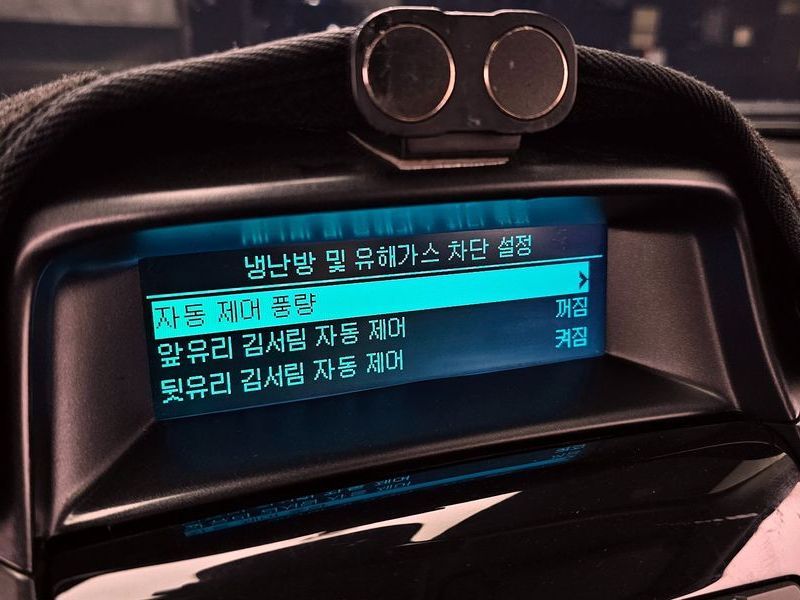 냉난방 및 유해가스 차단 설정
자동 제어 풍량 >
앞유리 김서림 자동 제어 꺼짐
뒷유리 김서림 자동 제어 켜짐